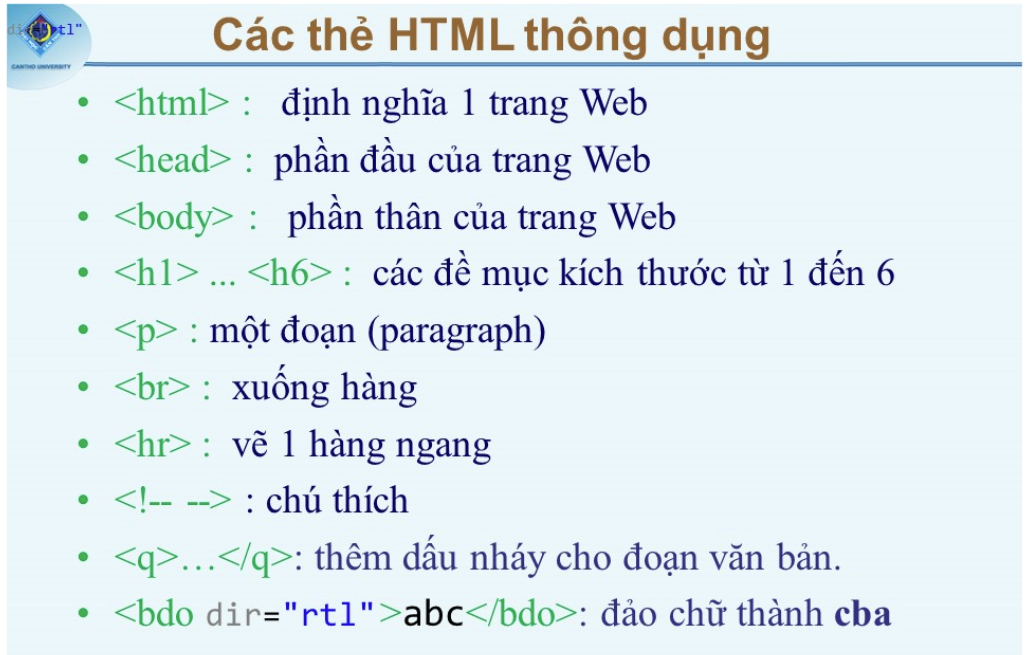 dir="rtl"
CANTHO UNIVERSITY
Các thẻ HTML thông dụng
• <html> : định nghĩa 1 trang Web
• <head> : phần đầu của trang Web
• <body> : phần thân của trang Web
• <h1> ... <h6> : các đề mục kích thước từ 1 đến 6
• <p> : một đoạn (paragraph)
• <br> : xuống hàng
• <hr> : vẽ 1 hàng ngang
• <!-- --> : chú thích
• <q>…</q>: thêm dấu nháy cho đoạn văn bản.
• <bdo dir="rtl">abc</bdo>: đảo chữ thành cba